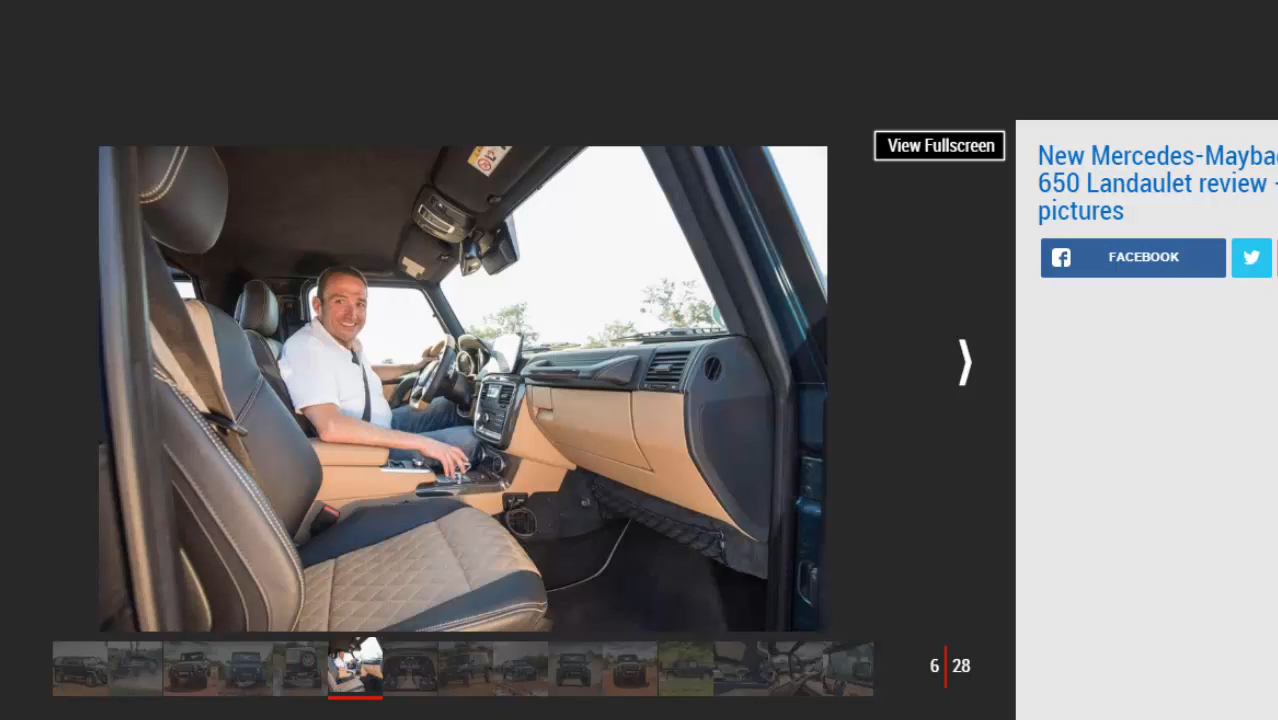 View Fullscreen
New Mercedes-Mayba
650 Landaulet review -
pictures
FACEBOOK
6 28